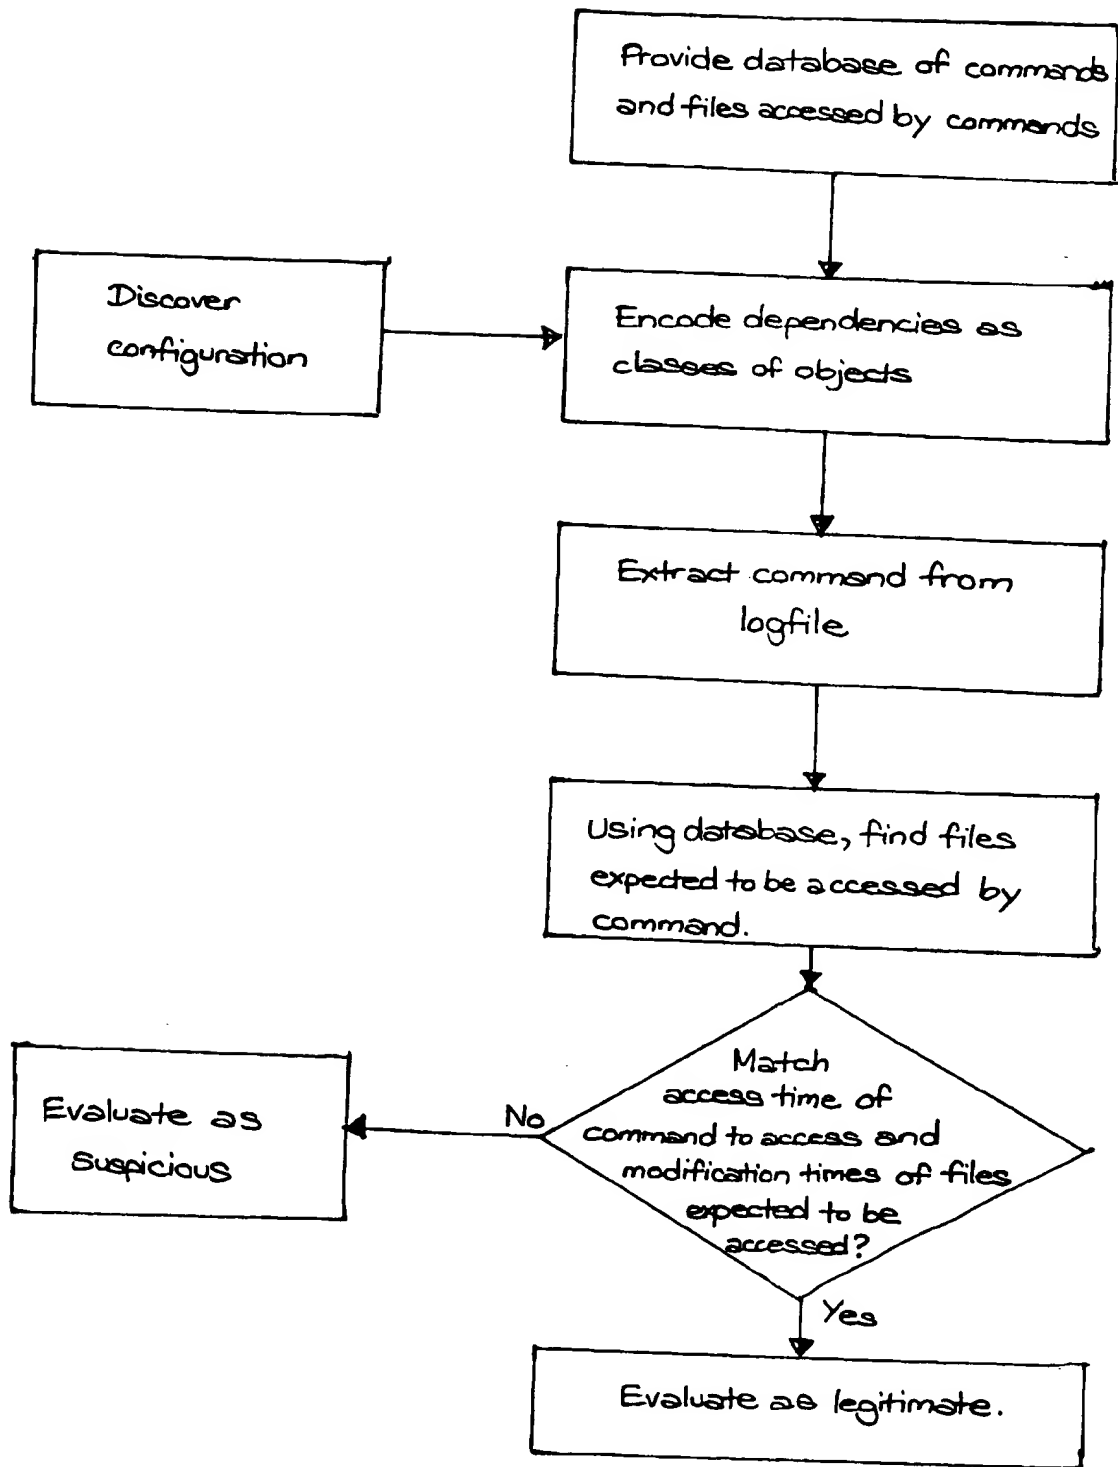 Provide database of commands
and files accessed by commands
Discover
configuration
Encode dependencies as
classes of objects
Extract command from
logfile
Using database, find files
expected to be accessed by
command.
Match
access time of
command to access and
modification times of files
expected to be
accessed?
No
Evaluate as
suspicious
Yes
Evaluate as legitimate.